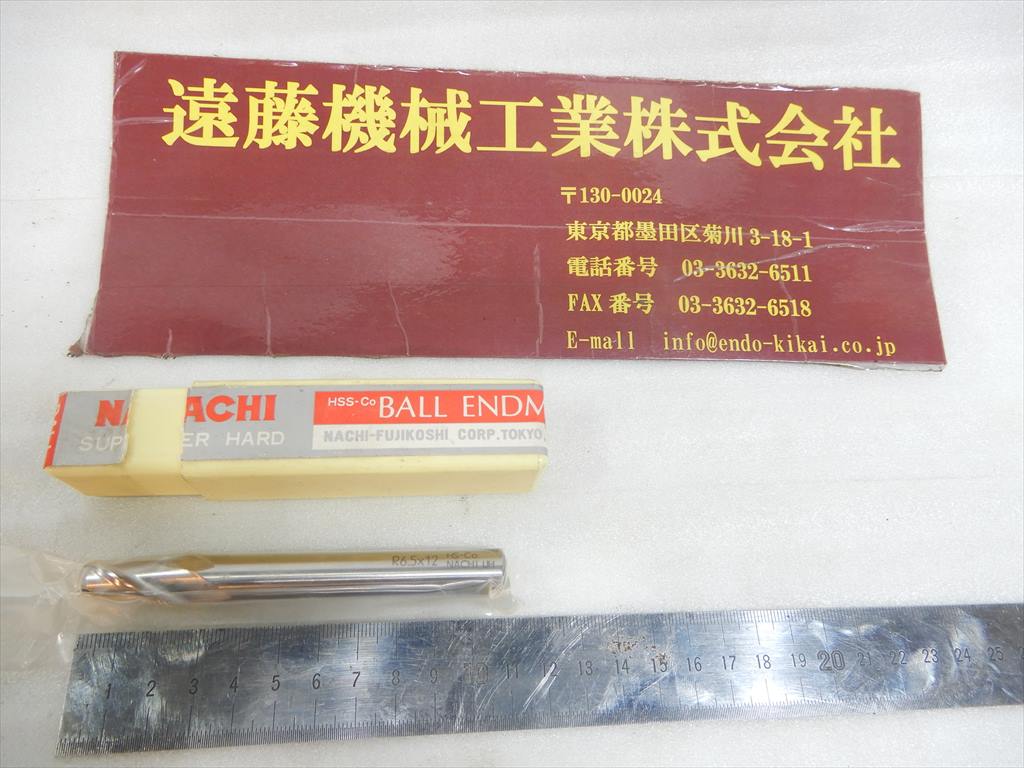 遠藤機械工業株式会社
〒130-0024
東京都墨田区菊川 3-18-1
電話番号 03-3632-6511
FAX 番号 03-3632-6518
E-mall info@endo-kikai.co.jp
NA ACHI
SUP ER HARD
HSS-Co BALL ENDM
NACHI-FUJIKOSHI CORP.TOKYO,
R6.5x12 HS-Co
NACHI
1 2 3 4 5 6 7 8 9 10 11 12 13 14 15 16 17 18 19 20 21 22 23 24 25